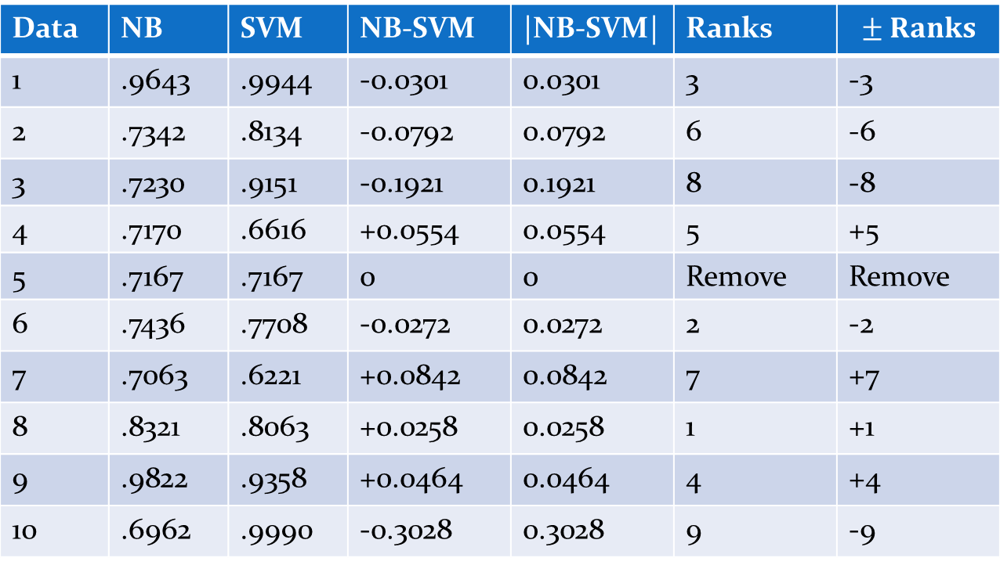 Data NB SVM NB-SVM |NB-SVM| Ranks ± Ranks
1 .9643 .9944 -0.0301 0.0301 3 -3
2 .7342 .8134 -0.0792 0.0792 6 -6
3 .7230 .9151 -0.1921 0.1921 8 -8
4 .7170 .6616 +0.0554 0.0554 5 +5
5 .7167 .7167 0 0 Remove Remove
6 .7436 .7708 -0.0272 0.0272 2 -2
7 .7063 .6221 +0.0842 0.0842 7 +7
8 .8321 .8063 +0.0258 0.0258 1 +1
9 .9822 .9358 +0.0464 0.0464 4 +4
10 .6962 .9990 -0.3028 0.3028 9 -9